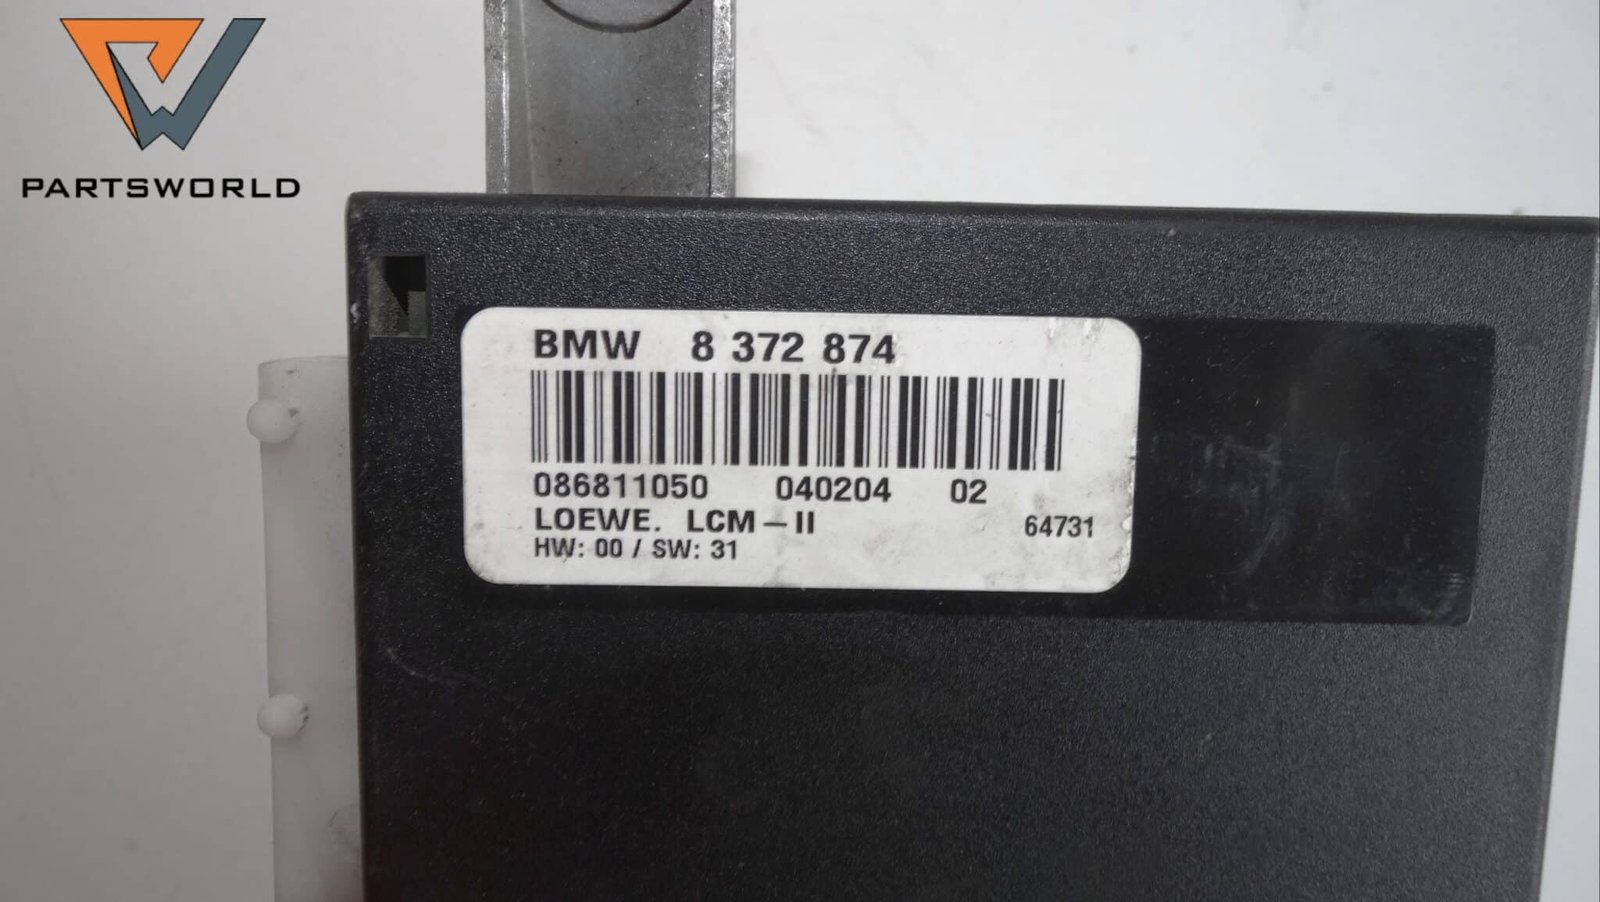 PARTSWORLD
BMW 8 372 874
086811050 040204 02
LOEWE. LCM-II 64731
HW: 00 / SW: 31